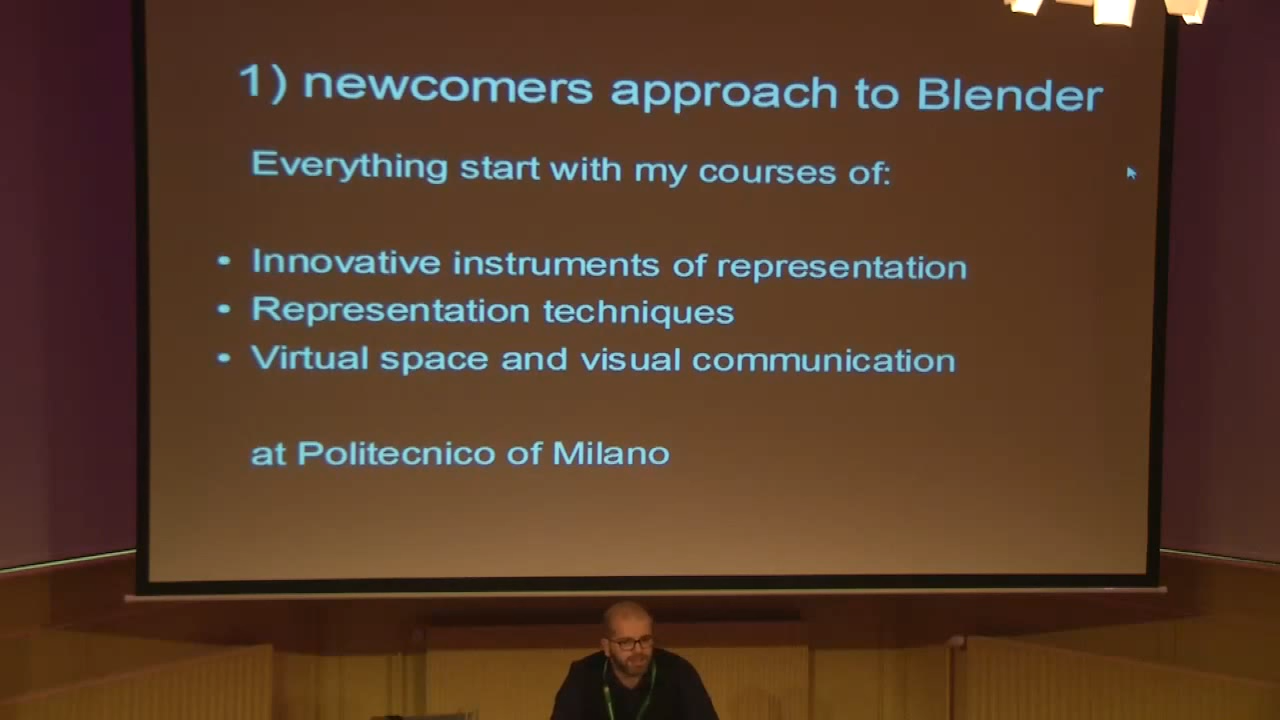 1) newcomers approach to Blender
Everything start with my courses of:
• Innovative instruments of representation
• Representation techniques
• Virtual space and visual communication
at Politecnico of Milano